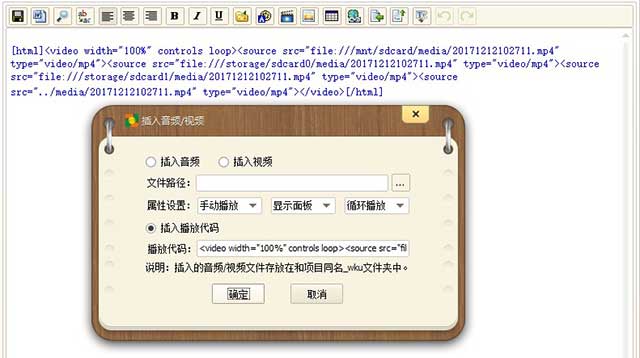 B I U
[html]<video width="100%" controls loop><source src="file:///mnt/sdcard/media/20171212102711.mp4"
type="video/mp4"><source src="file:///storage/sdcard0/media/20171212102711.mp4" type="video/mp4"><source
src="file:///storage/sdcard1/media/20171212102711.mp4" type="video/mp4"><source
src="../media/20171212102711.mp4" type="video/mp4"></video>[/html]
插入音频/视频
插入音频 插入视频
文件路径： ...
属性设置： 手动播放 显示面板 循环播放
插入播放代码
播放代码： <video width="100%" controls loop><source src="fil
说明：插入的音频/视频文件存放在和项目同名_wku文件夹中。
确定 取消